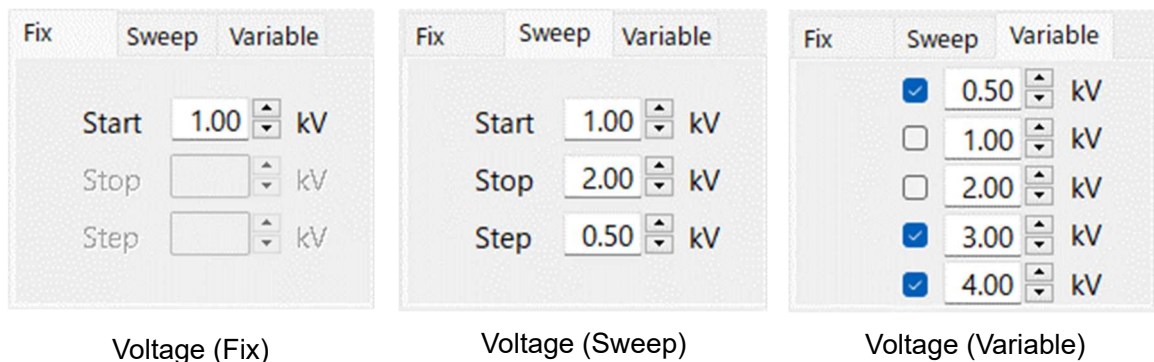 Fix Sweep Variable
Start 1.00 kV
Stop kV
Step kV
Voltage (Fix)
Fix Sweep Variable
Start 1.00 kV
Stop 2.00 kV
Step 0.50 kV
Voltage (Sweep)
Fix Sweep Variable
0.50 kV
1.00 kV
2.00 kV
3.00 kV
4.00 kV
Voltage (Variable)